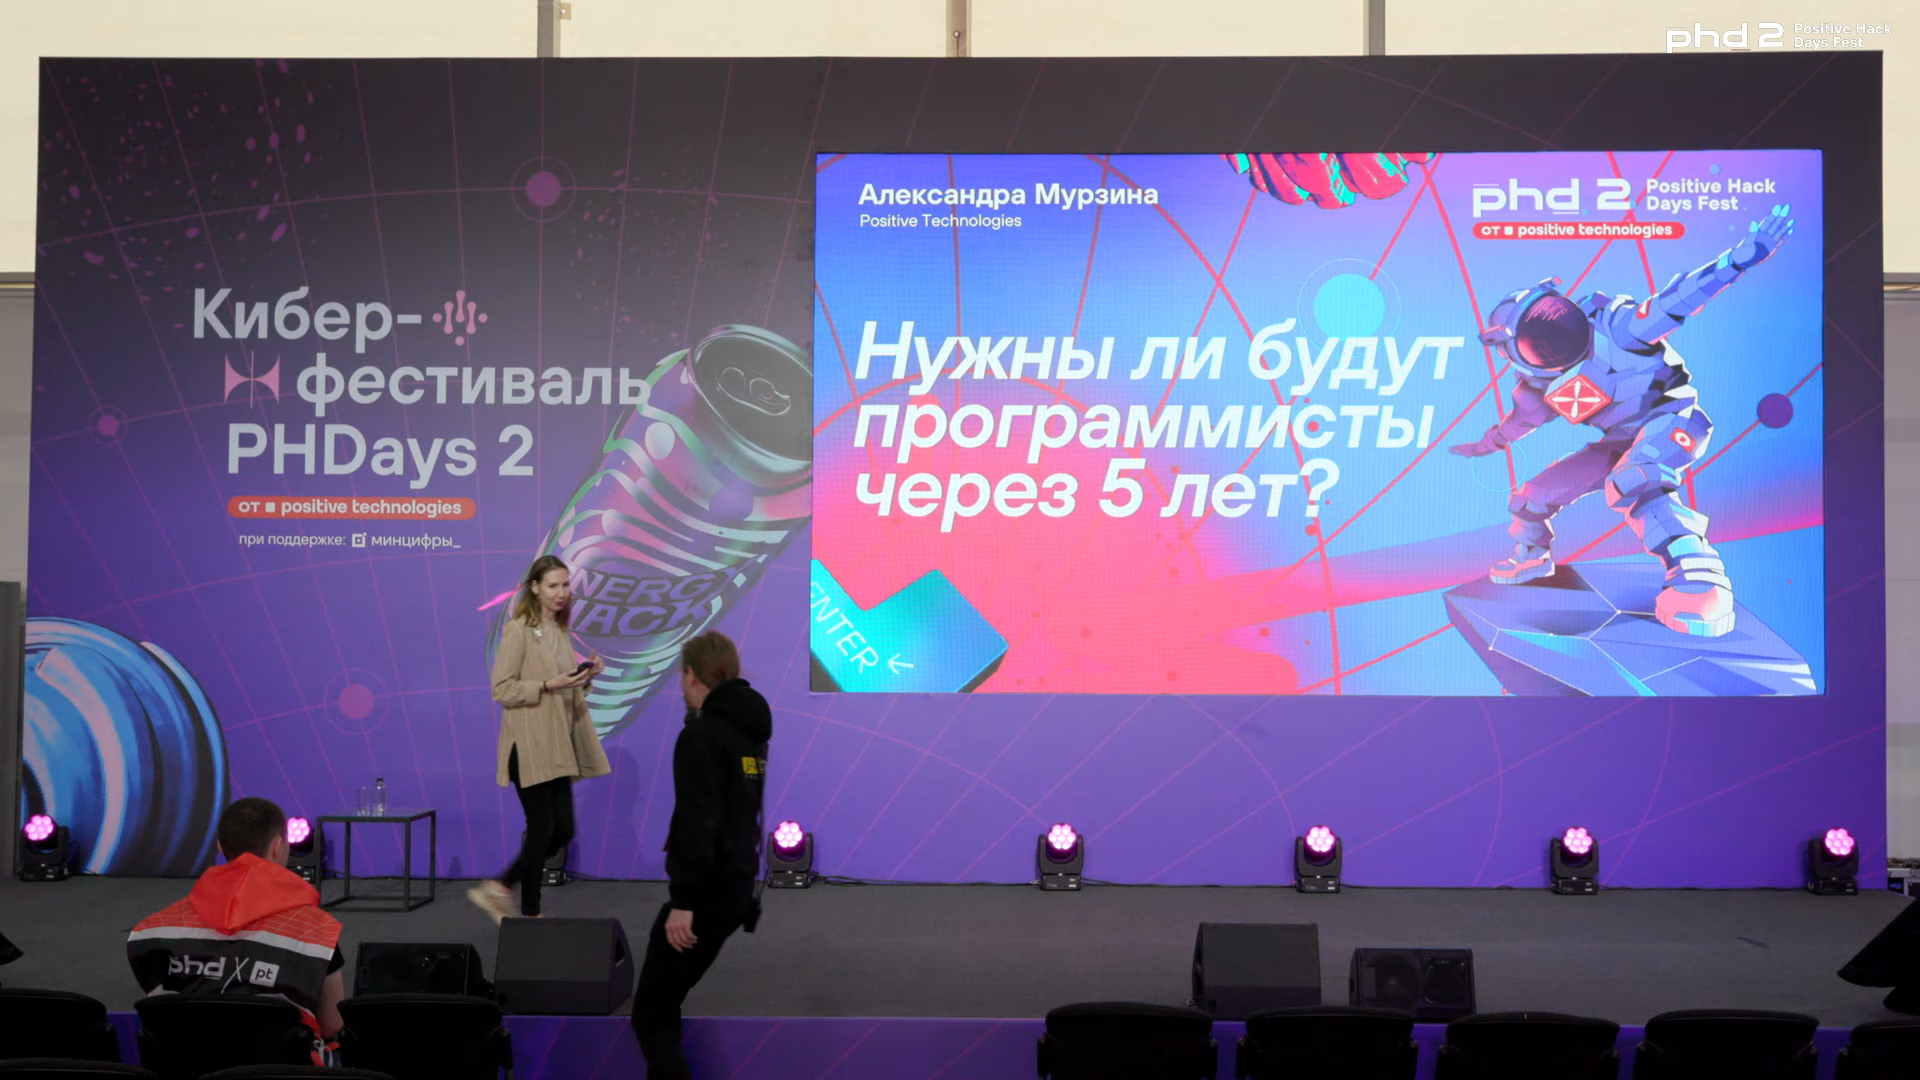 phd 2 Positive Hack
Days Fest
Кибер-
фестиваль
PHDays 2
от positive technologies
при поддержке: минцифры_
NERGY
HACK
Александра Мурзина
Positive Technologies
phd 2 Positive Hack
Days Fest
от positive technologies
Нужны ли будут
программисты
через 5 лет?
ENTER
phd X pt